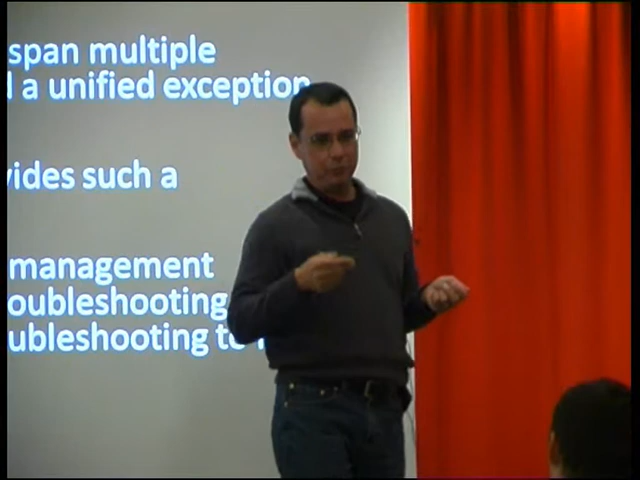 span multiple
a unified exception
vides such a
management
oubleshooting
ubleshooting to